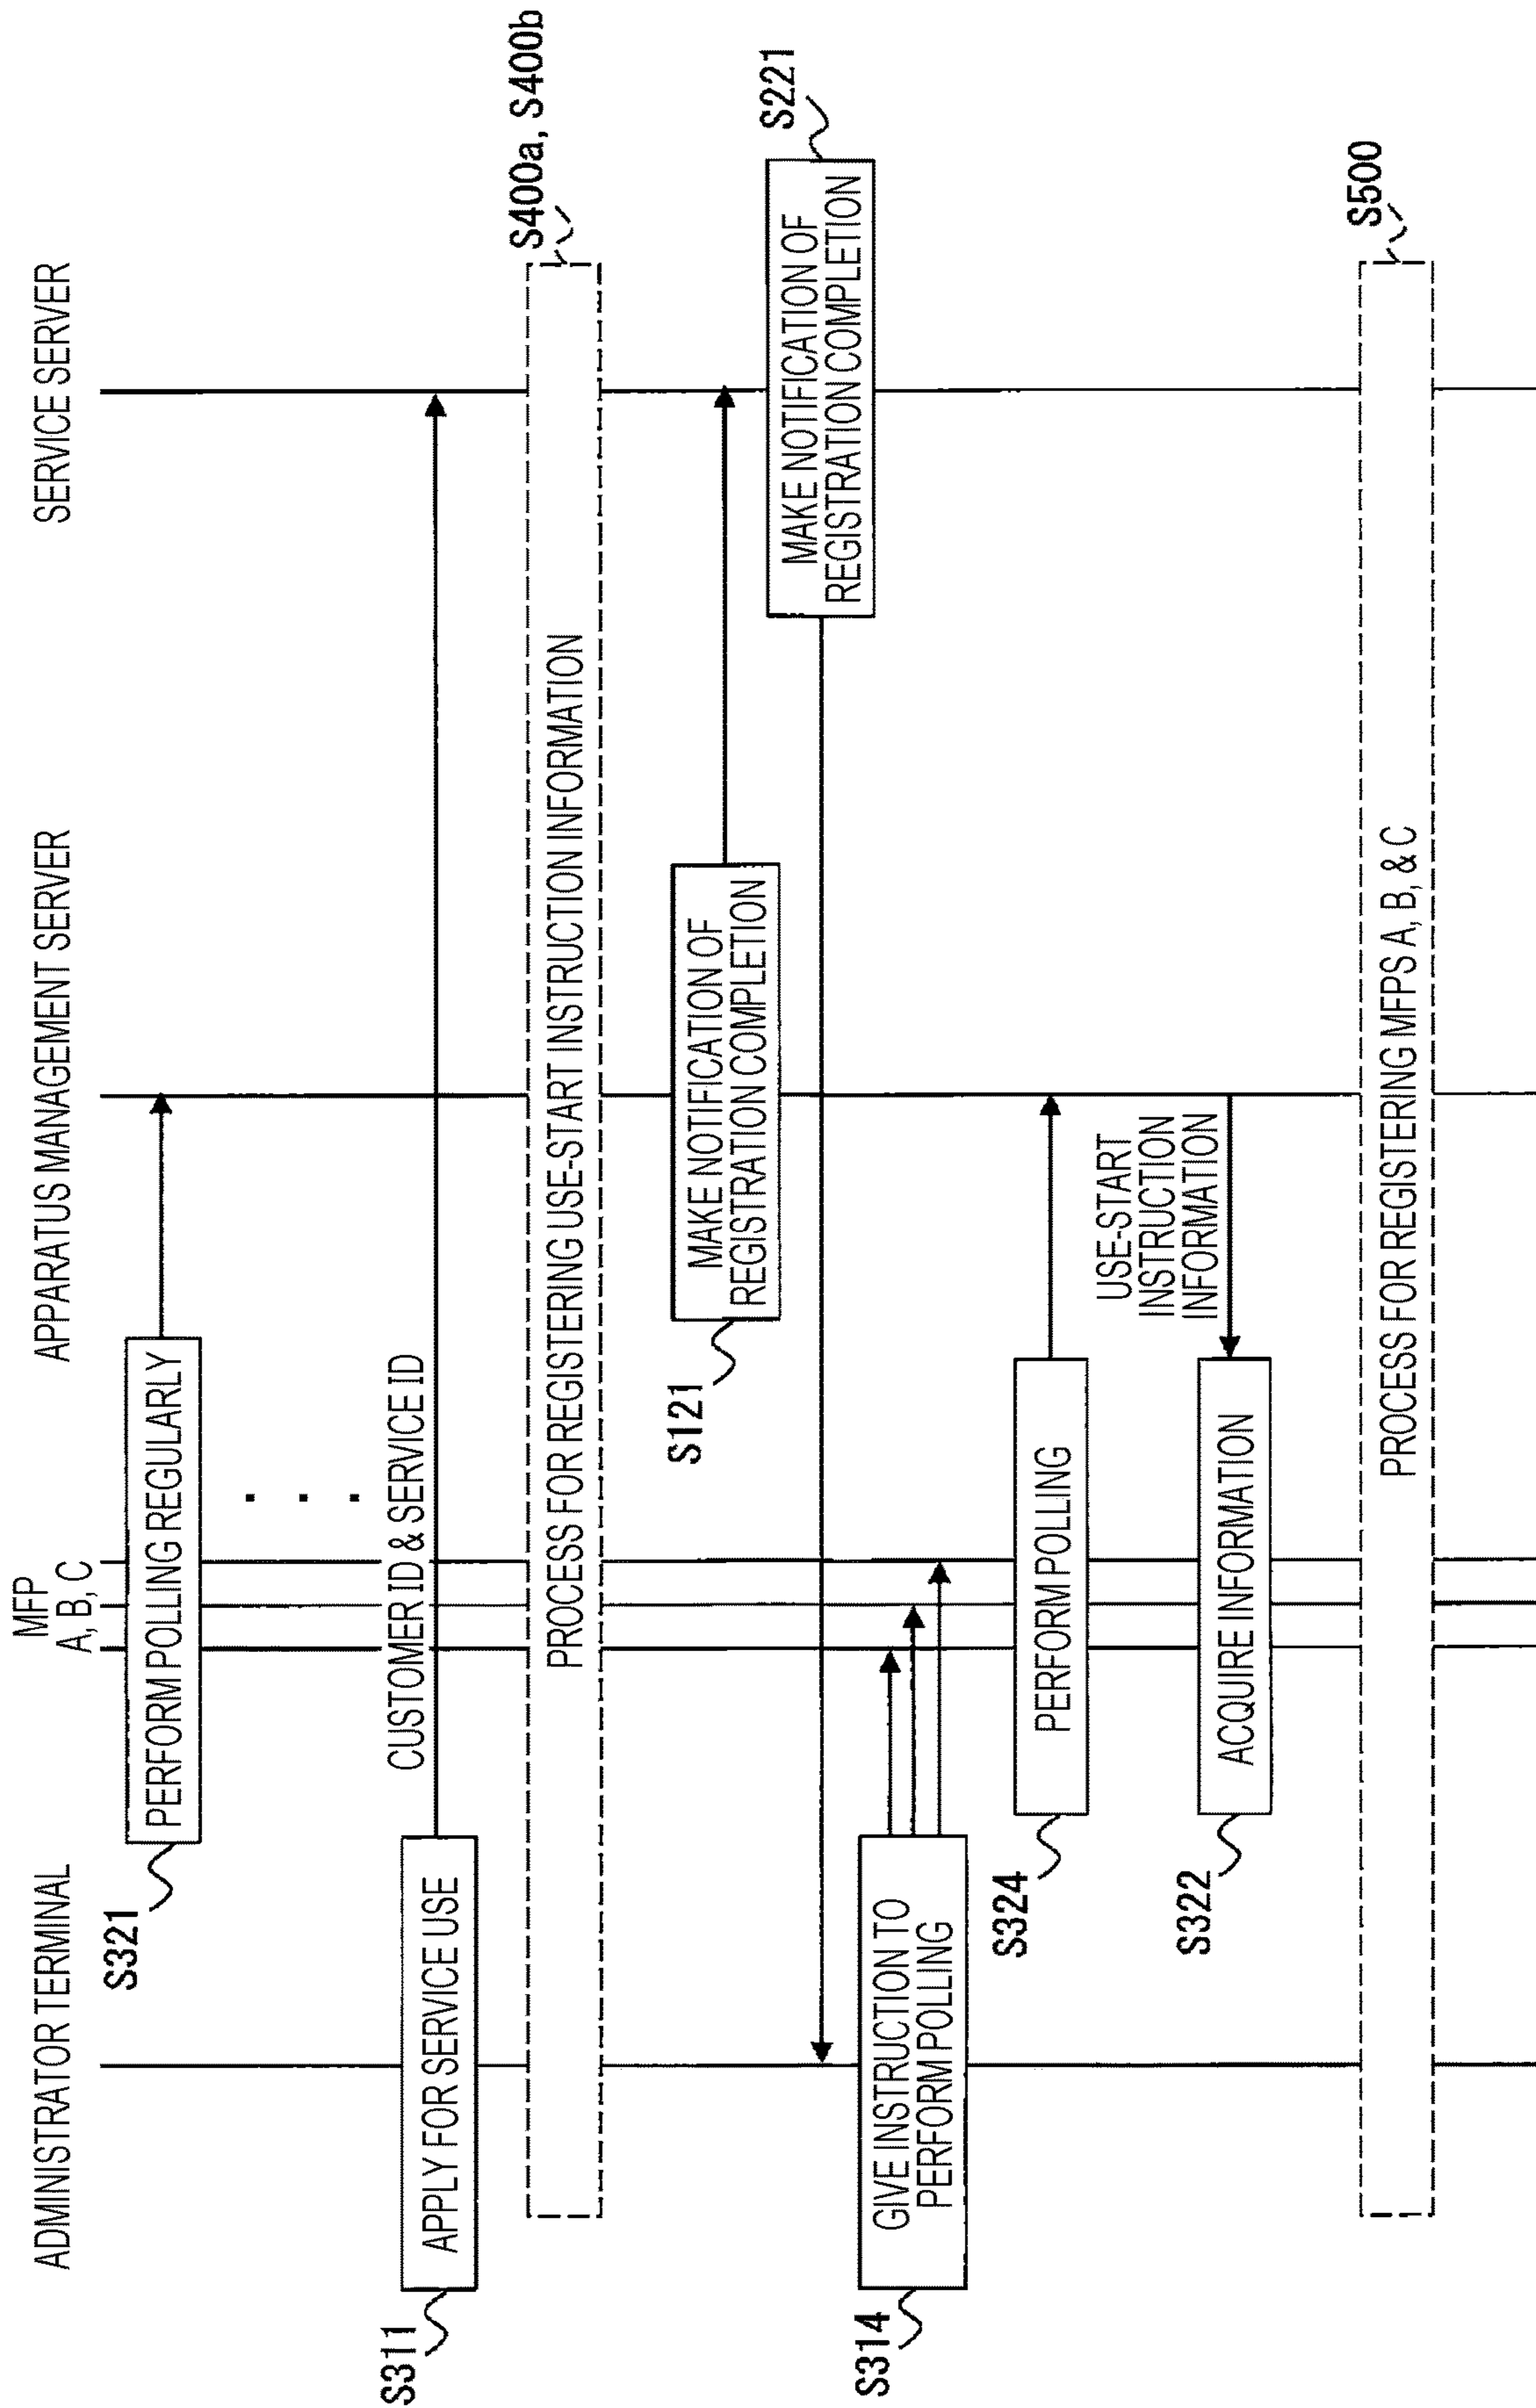 ADMINISTRATOR TERMINAL
MFP
A, B, C
APPARATUS MANAGEMENT SERVER
SERVICE SERVER
S321
PERFORM POLLING REGULARLY
S311
APPLY FOR SERVICE USE
CUSTOMER ID & SERVICE ID
S400a, S400b
PROCESS FOR REGISTERING USE-START INSTRUCTION INFORMATION
S121
MAKE NOTIFICATION OF
REGISTRATION COMPLETION
S221
MAKE NOTIFICATION OF
REGISTRATION COMPLETION
S314
GIVE INSTRUCTION TO
PERFORM POLLING
S324
PERFORM POLLING
USE-START
INSTRUCTION
INFORMATION
S322
ACQUIRE INFORMATION
S500
PROCESS FOR REGISTERING MFPS A, B, & C